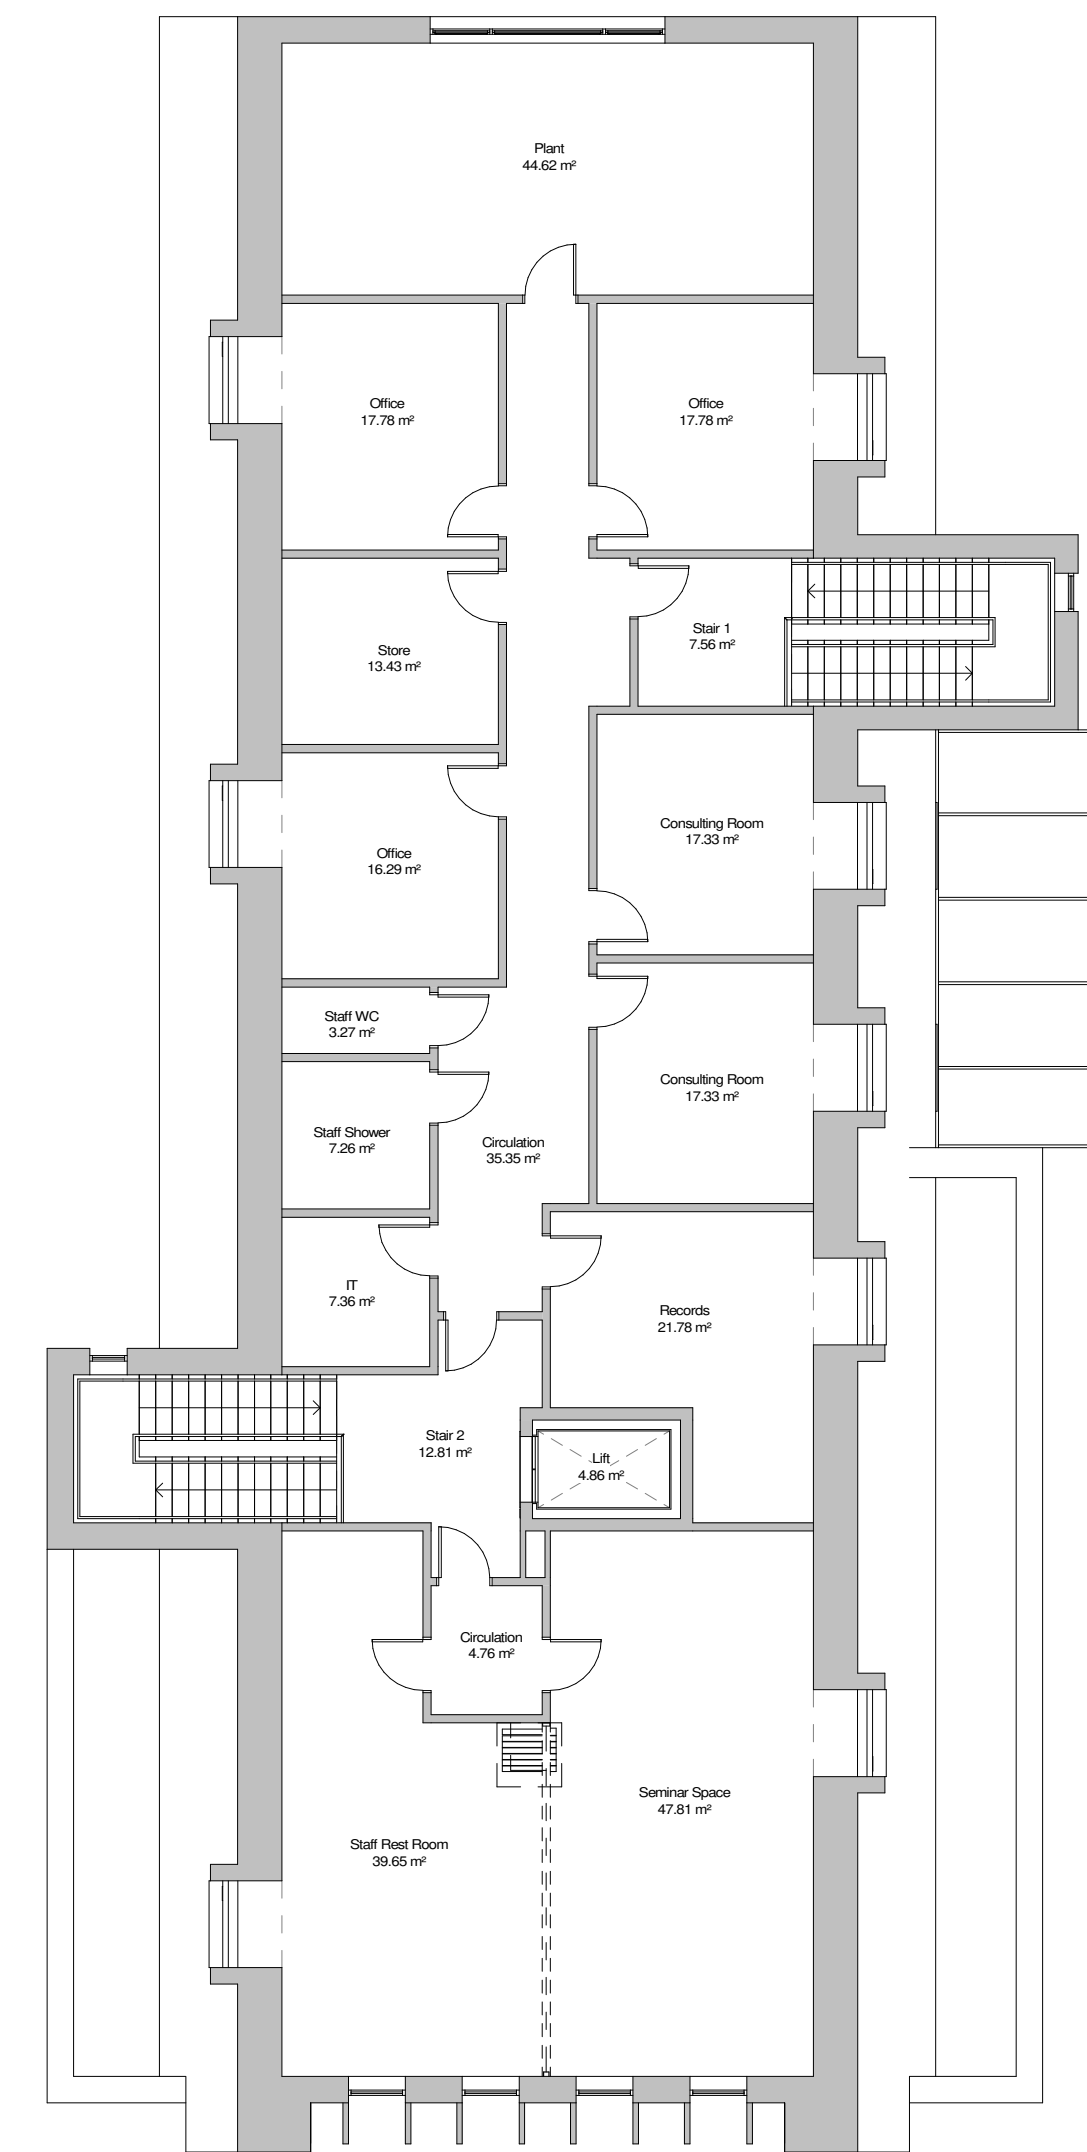 Plant
44.62 m²
Office
17.78 m²
Office
17.78 m²
Stair 1
7.56 m²
Store
13.43 m²
Consulting Room
17.33 m²
Office
16.29 m²
Staff WC
3.27 m²
Consulting Room
17.33 m²
Staff Shower
7.26 m²
Circulation
35.35 m²
IT
7.36 m²
Records
21.78 m²
Stair 2
12.81 m²
Lift
4.86 m²
Circulation
4.76 m²
Seminar Space
47.81 m²
Staff Rest Room
39.65 m²